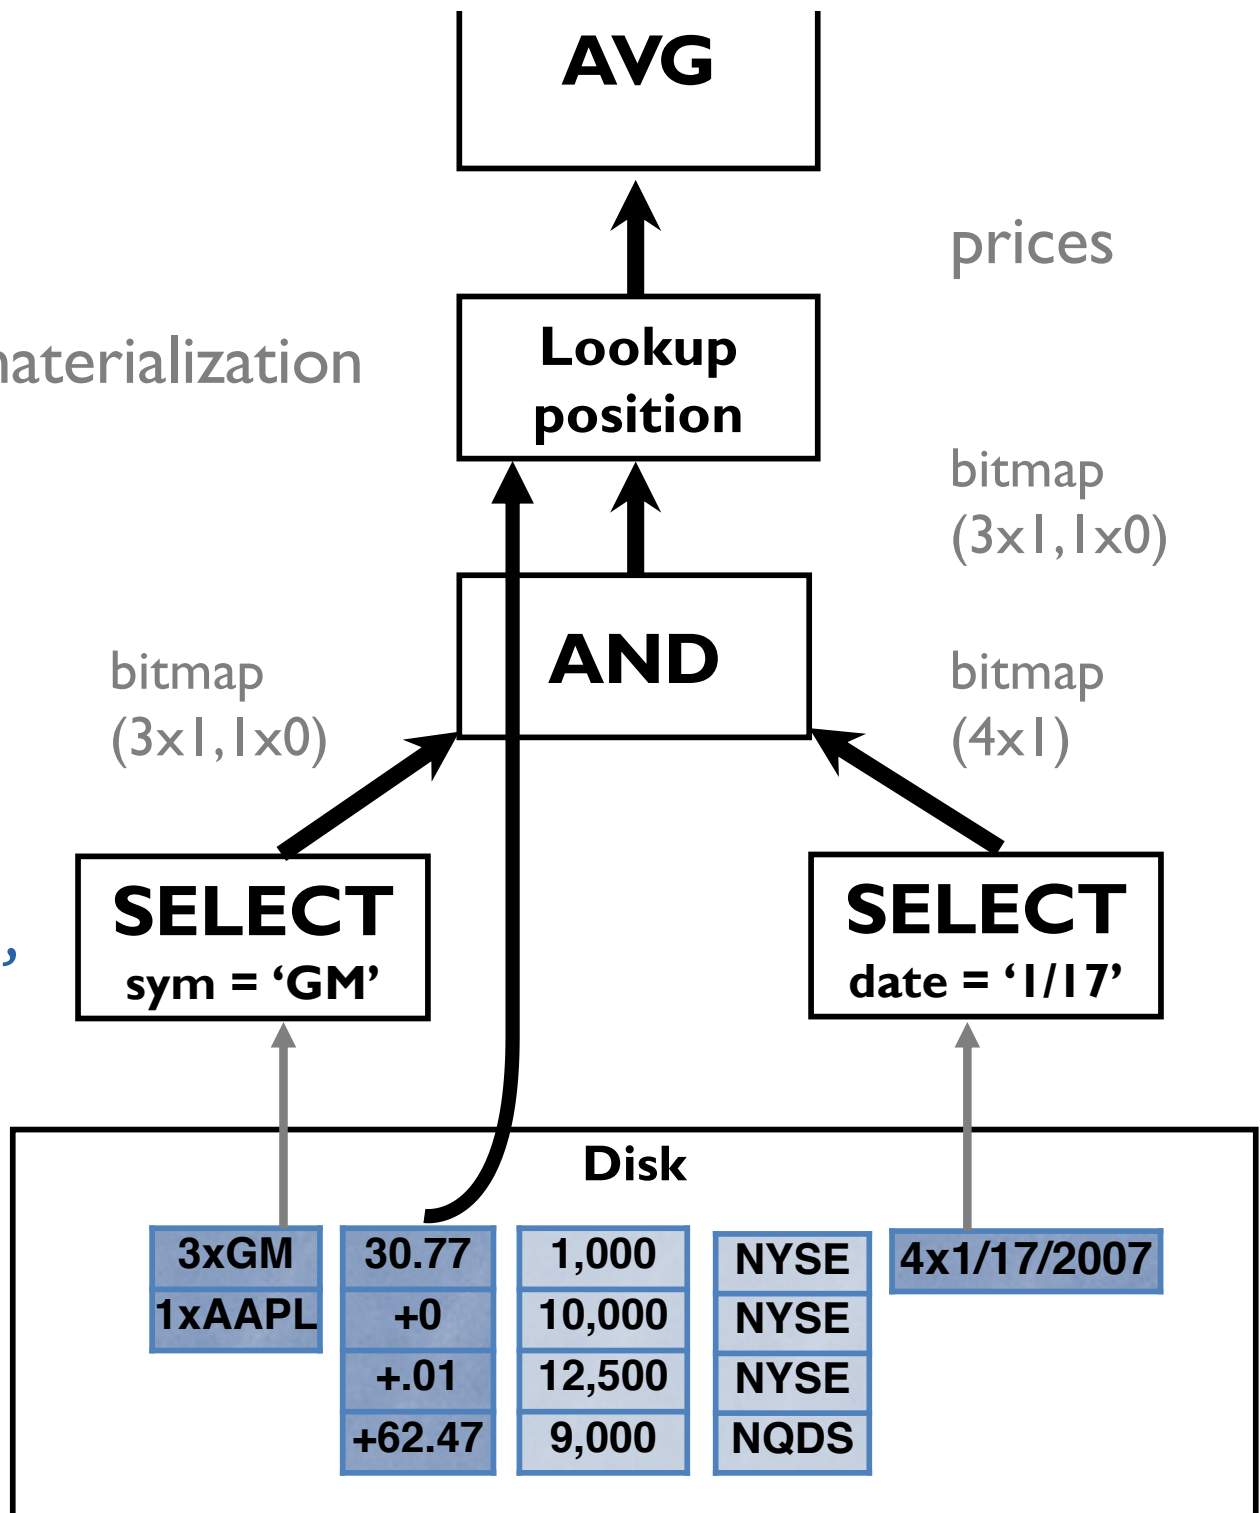 AVG
prices
Lookup
position
bitmap
(3x1,1x0)
AND
bitmap
(3x1,1x0)
bitmap
(4x1)
SELECT
sym = ‘GM’
’
SELECT
date = ‘1/17’
Disk
3xGM
1xAAPL
30.77
+0
+.01
+62.47
1,000
10,000
12,500
9,000
NYSE
NYSE
NYSE
NQDS
4x1/17/2007